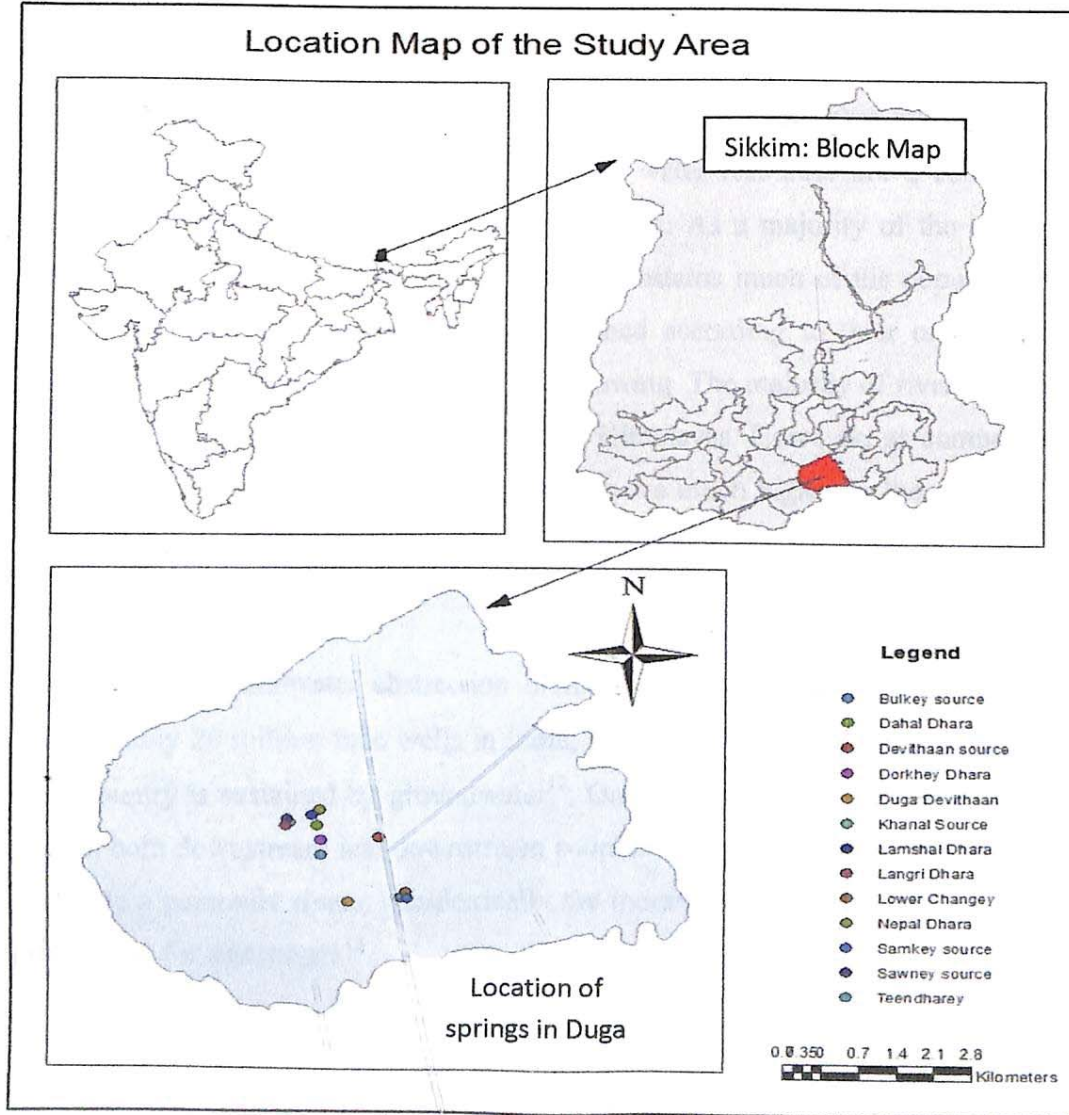 Location Map of the Study Area
Sikkim: Block Map
N
Location of
springs in Duga
Legend
Bulkey source
Dahal Dhara
Devithaan source
Dorkhey Dhara
Duga Devithaan
Khanal Source
Lamshal Dhara
Langri Dhara
Lower Changey
Nepal Dhara
Samkey source
Sawney source
Teendharey
0.7 1.4 2.1 2.8
Kilometers